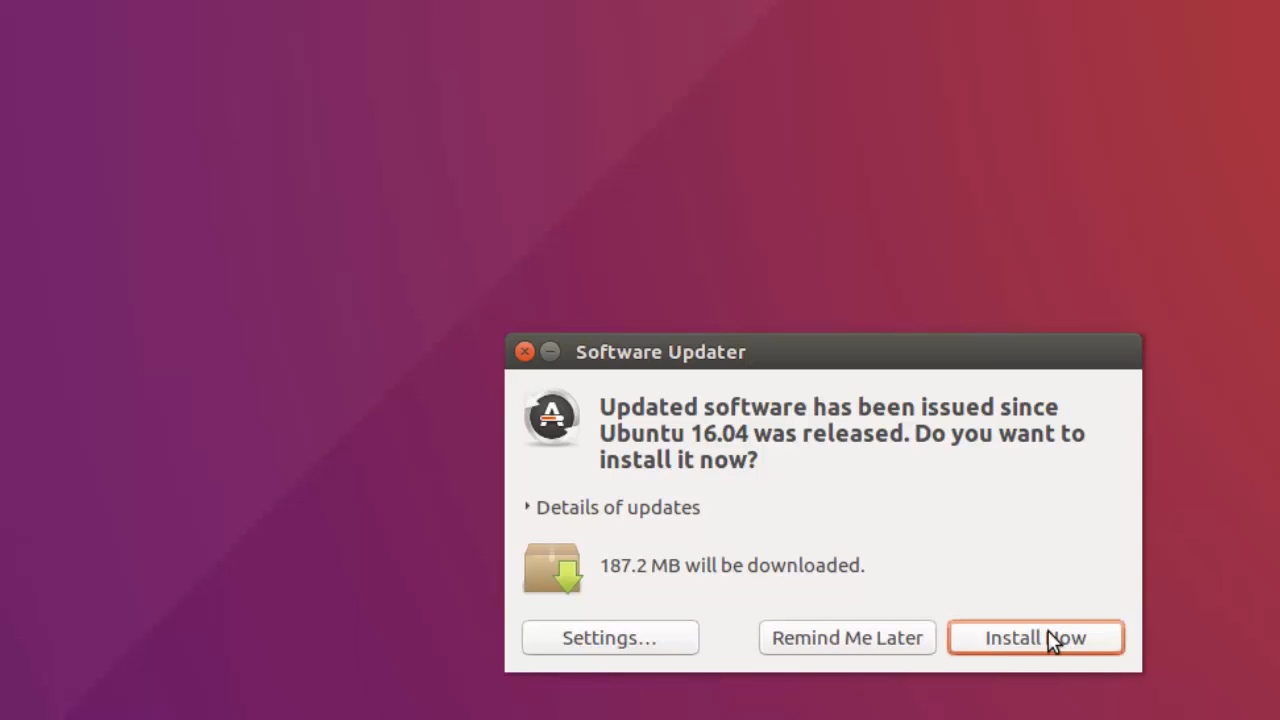 Software Updater
Updated software has been issued since
Ubuntu 16.04 was released. Do you want to
install it now?
Details of updates
187.2 MB will be downloaded.
Settings...
Remind Me Later
Install Now